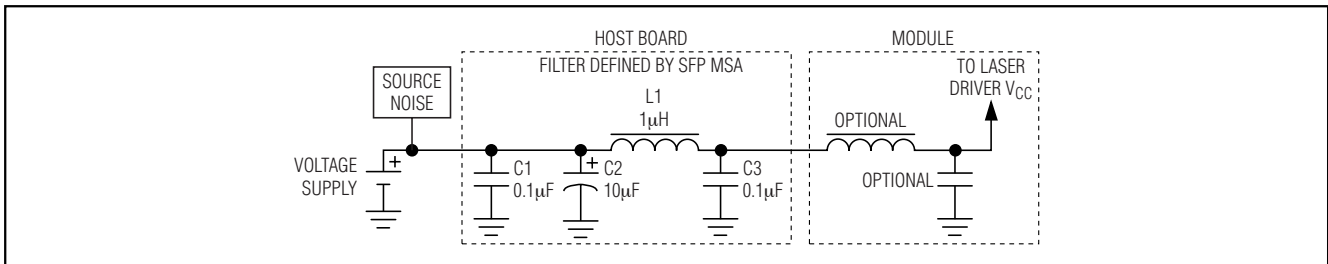 HOST BOARD
FILTER DEFINED BY SFP MSA
MODULE
SOURCE
NOISE
L1
1μH
TO LASER
DRIVER VCC
OPTIONAL
VOLTAGE
SUPPLY
+
C1
0.1μF
+
C2
10μF
C3
0.1μF
OPTIONAL